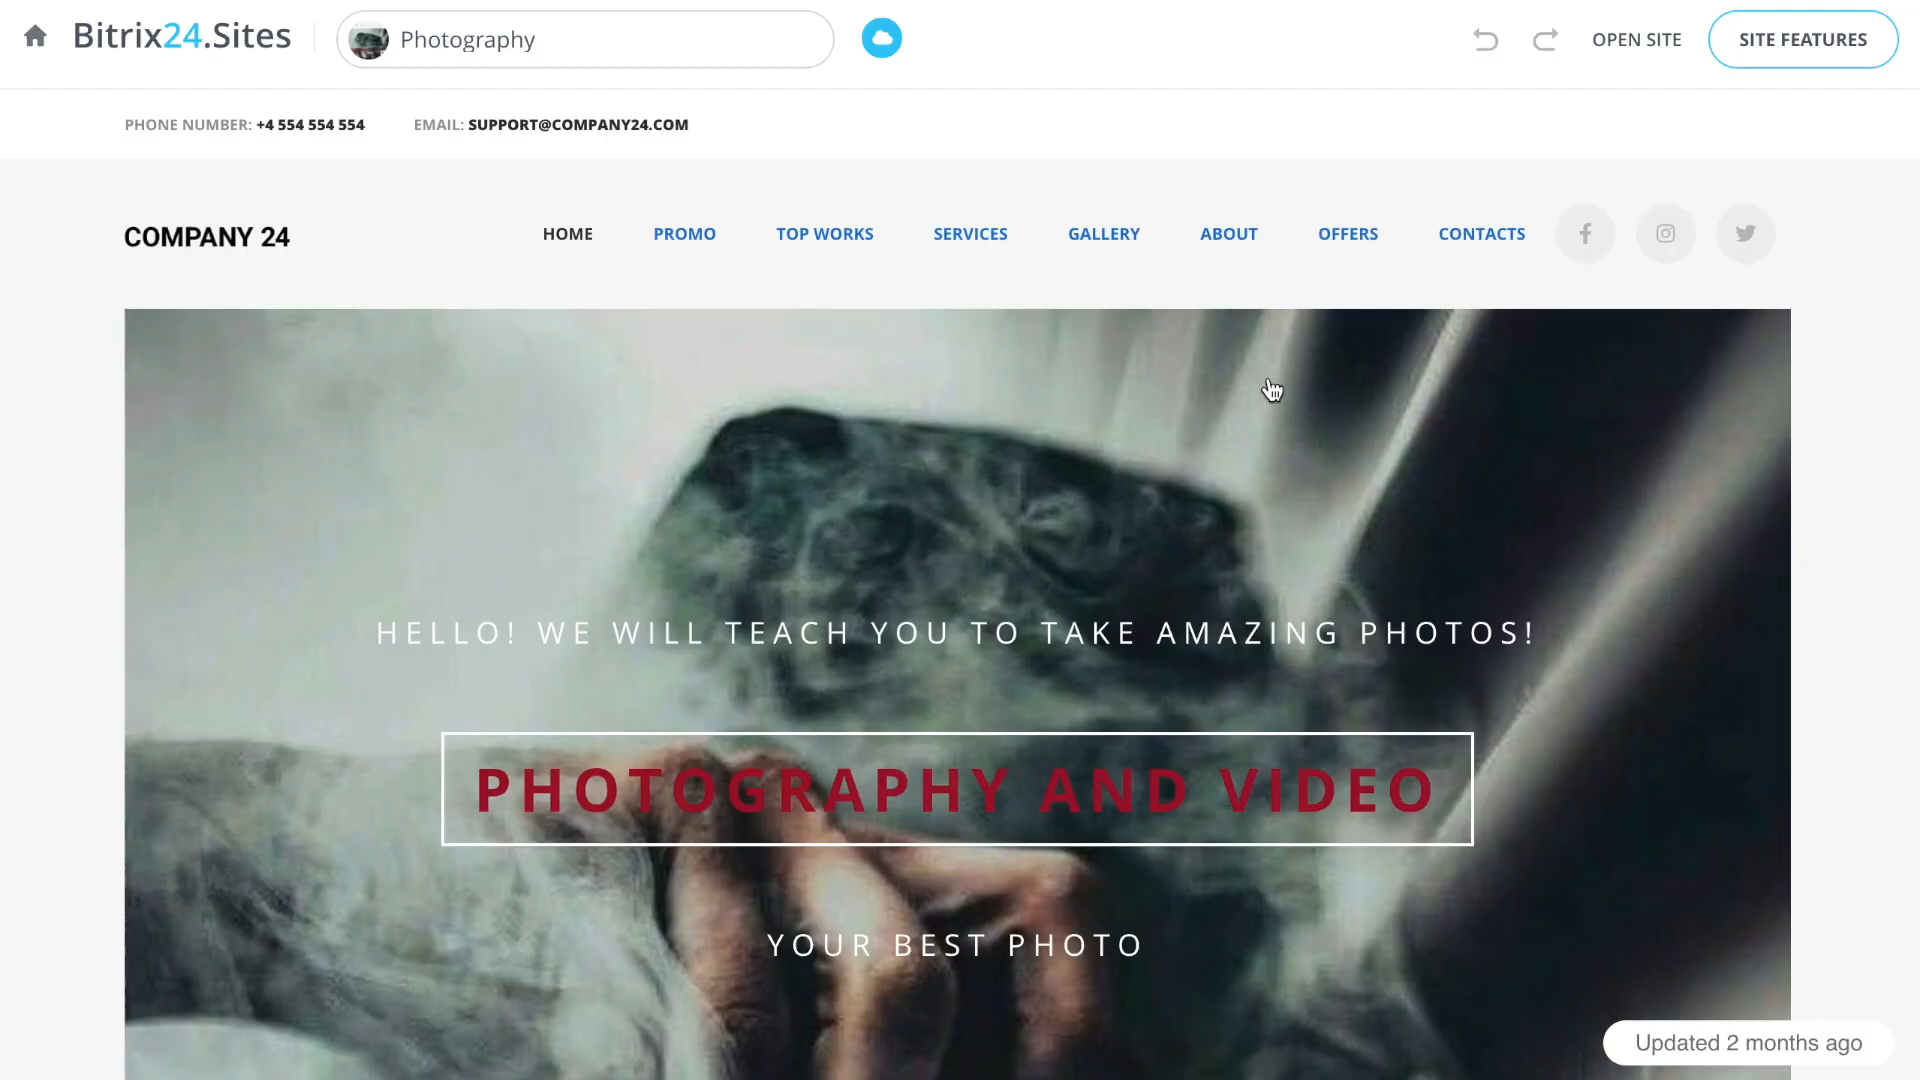 Bitrix24.Sites
Photography
OPEN SITE
SITE FEATURES
PHONE NUMBER: +4 554 554 554
EMAIL: SUPPORT@COMPANY24.COM
COMPANY 24
HOME
PROMO
TOP WORKS
SERVICES
GALLERY
ABOUT
OFFERS
CONTACTS
HELLO! WE WILL TEACH YOU TO TAKE AMAZING PHOTOS!
PHOTOGRAPHY AND VIDEO
YOUR BEST PHOTO
Updated 2 months ago